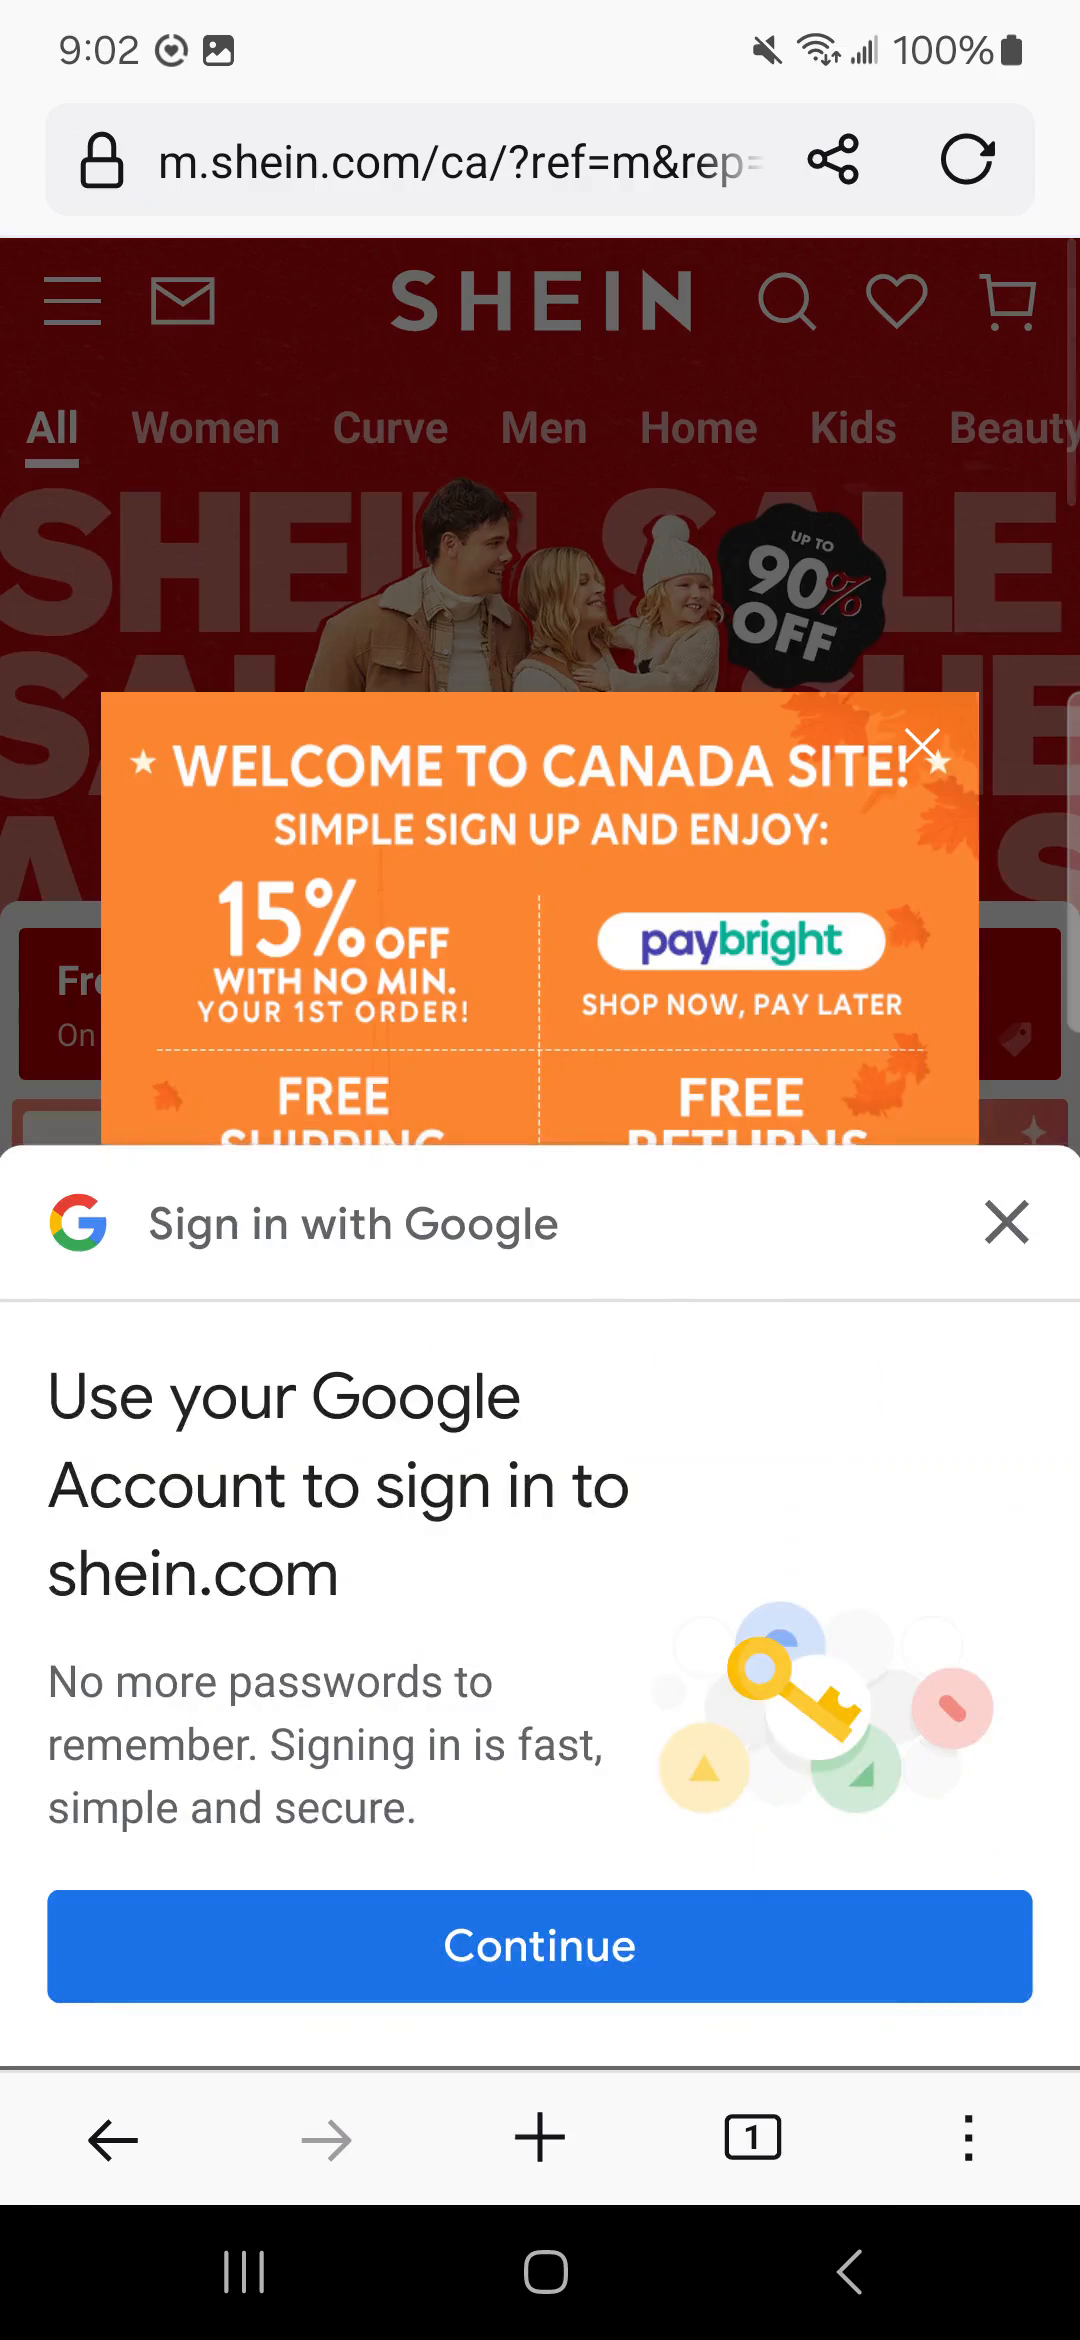 9:02
100%
m.shein.com/ca/?ref=m&rep=
SHEIN
All Women Curve Men Home Kids Beauty
SHEIN SALE
UP TO
90%
OFF
WELCOME TO CANADA SITE!
SIMPLE SIGN UP AND ENJOY:
15% OFF
WITH NO MIN.
YOUR 1ST ORDER!
paybright
SHOP NOW, PAY LATER
On
FREE
SHIPPING
FREE
RETURNS
Sign in with Google
Use your Google
Account to sign in to
shein.com
No more passwords to
remember. Signing in is fast,
simple and secure.
Continue
1